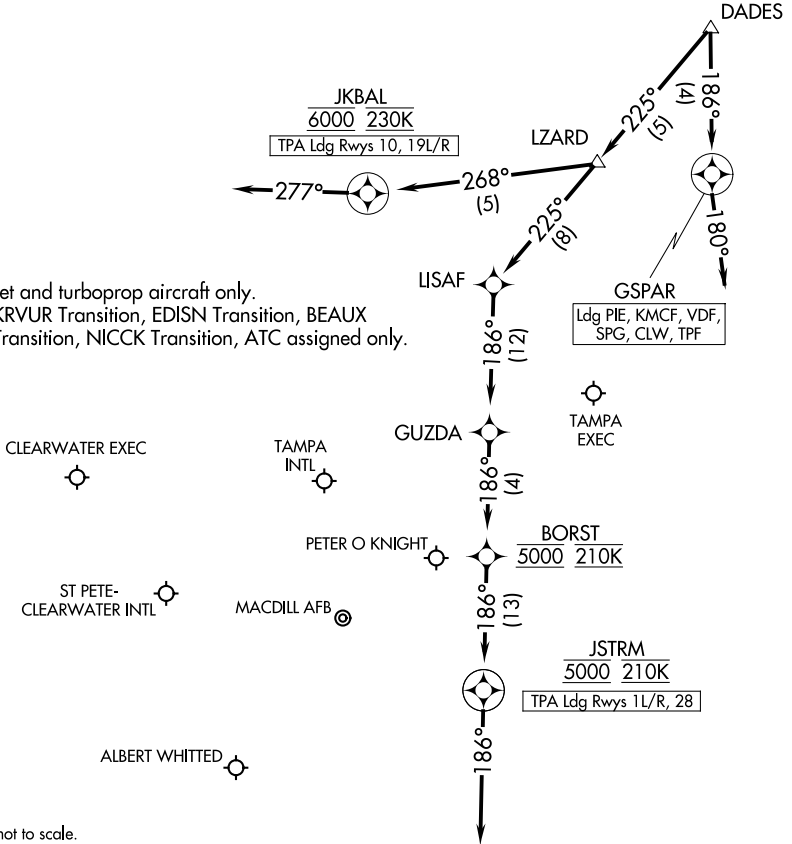 DADES
186°
(4)
225°
(5)
JKBAL
6000 230K
TPA Ldg Rwys 10, 19L/R
LZARD
277°
268°
(5)
225°
(8)
180°
LISAF
GSPAR
Ldg PIE, KMCF, VDF,
SPG, CLW, TPF
et and turboprop aircraft only.
KRVUR Transition, EDISN Transition, BEAUX
Transition, NICCK Transition, ATC assigned only.
186°
(12)
TAMPA
EXEC
GUZDA
CLEARWATER EXEC
TAMPA
INTL
186°
(4)
PETER O KNIGHT
BORST
5000 210K
ST PETE-
CLEARWATER INTL
MACDILL AFB
186°
(13)
JSTRM
5000 210K
TPA Ldg Rwys 1L/R, 28
186°
ALBERT WHITTED
not to scale.